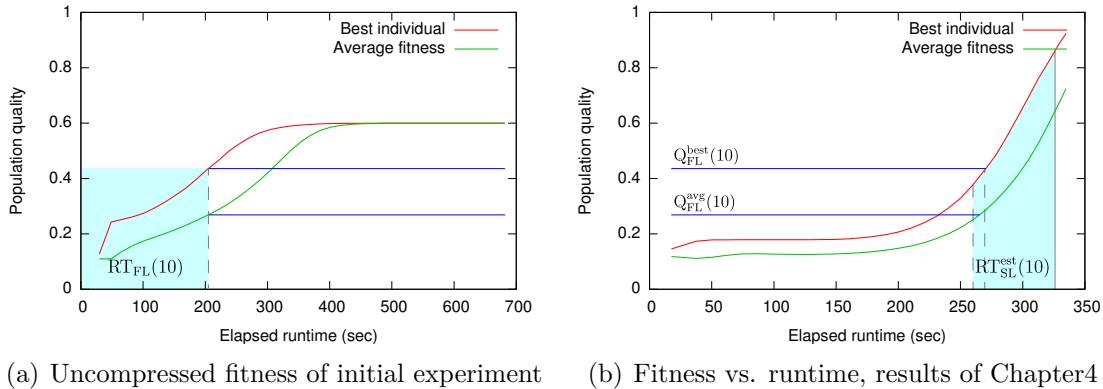 Best individual
Average fitness
1
0.8
0.6
0.4
0.2
0
Population quality
RT_FL(10)
0 100 200 300 400 500 600 700
Elapsed runtime (sec)
(a) Uncompressed fitness of initial experiment
Best individual
Average fitness
1
0.8
0.6
0.4
0.2
0
Population quality
Q_FL^best(10)
Q_FL^avg(10)
RT_SL^est(10)
0 50 100 150 200 250 300 350
Elapsed runtime (sec)
(b) Fitness vs. runtime, results of Chapter4